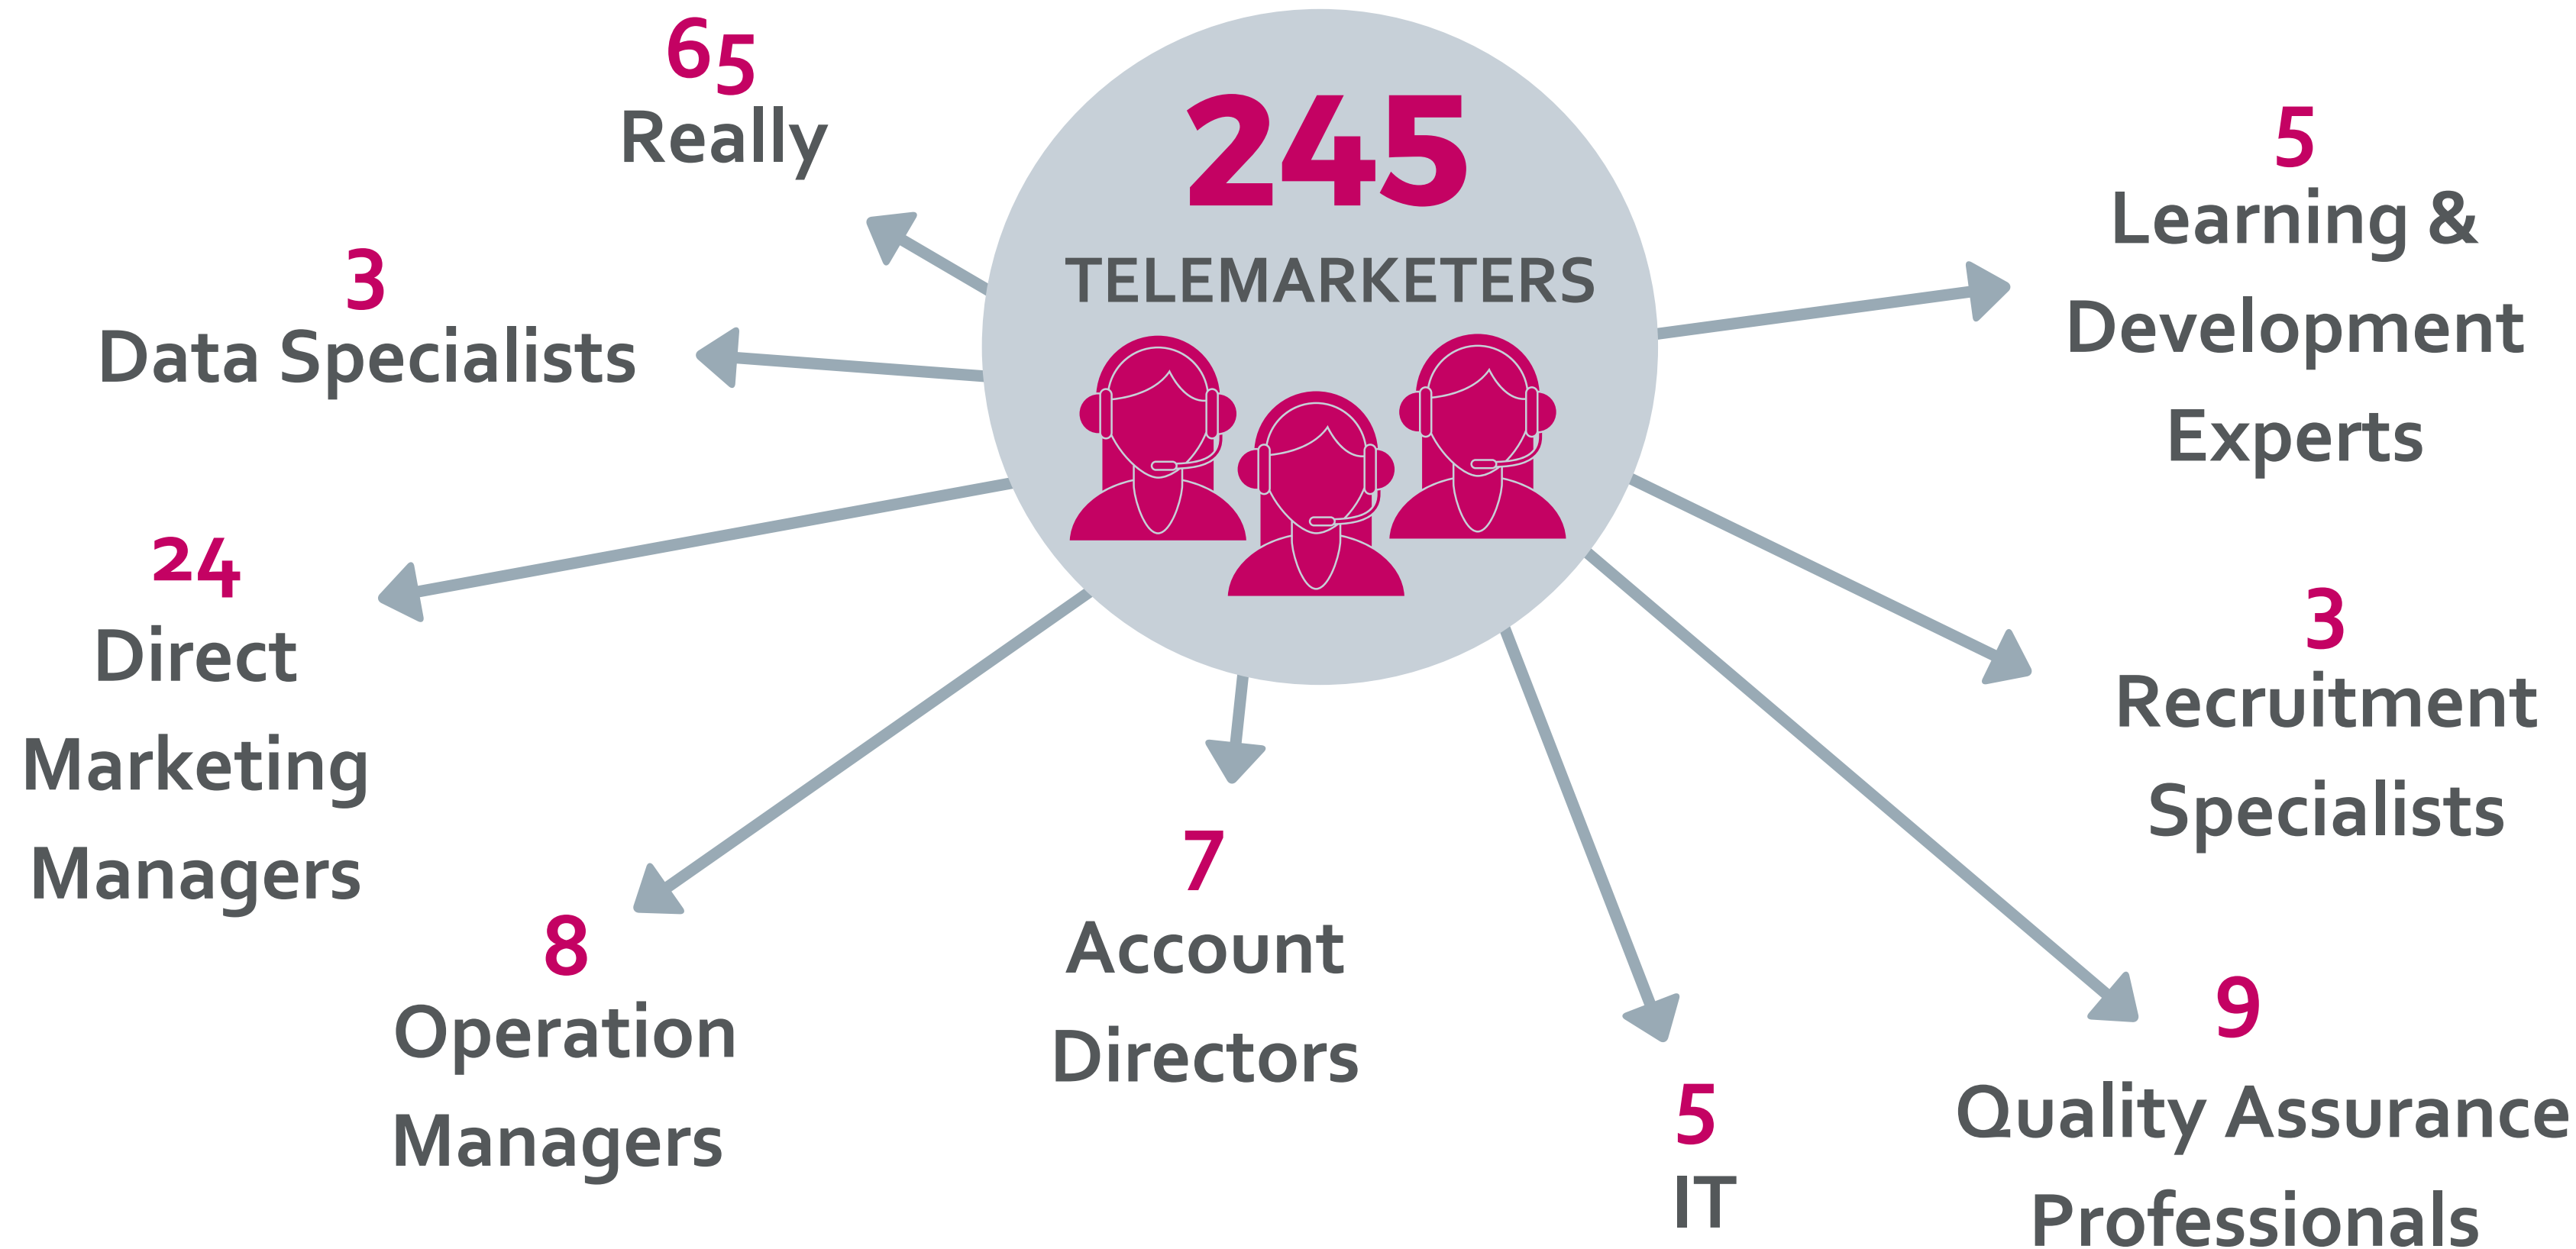 245
TELEMARKETERS
65
Really
3
Data Specialists
24
Direct
Marketing
Managers
8
Operation
Managers
7
Account
Directors
5
IT
9
Quality Assurance
Professionals
3
Recruitment
Specialists
5
Learning &
Development
Experts